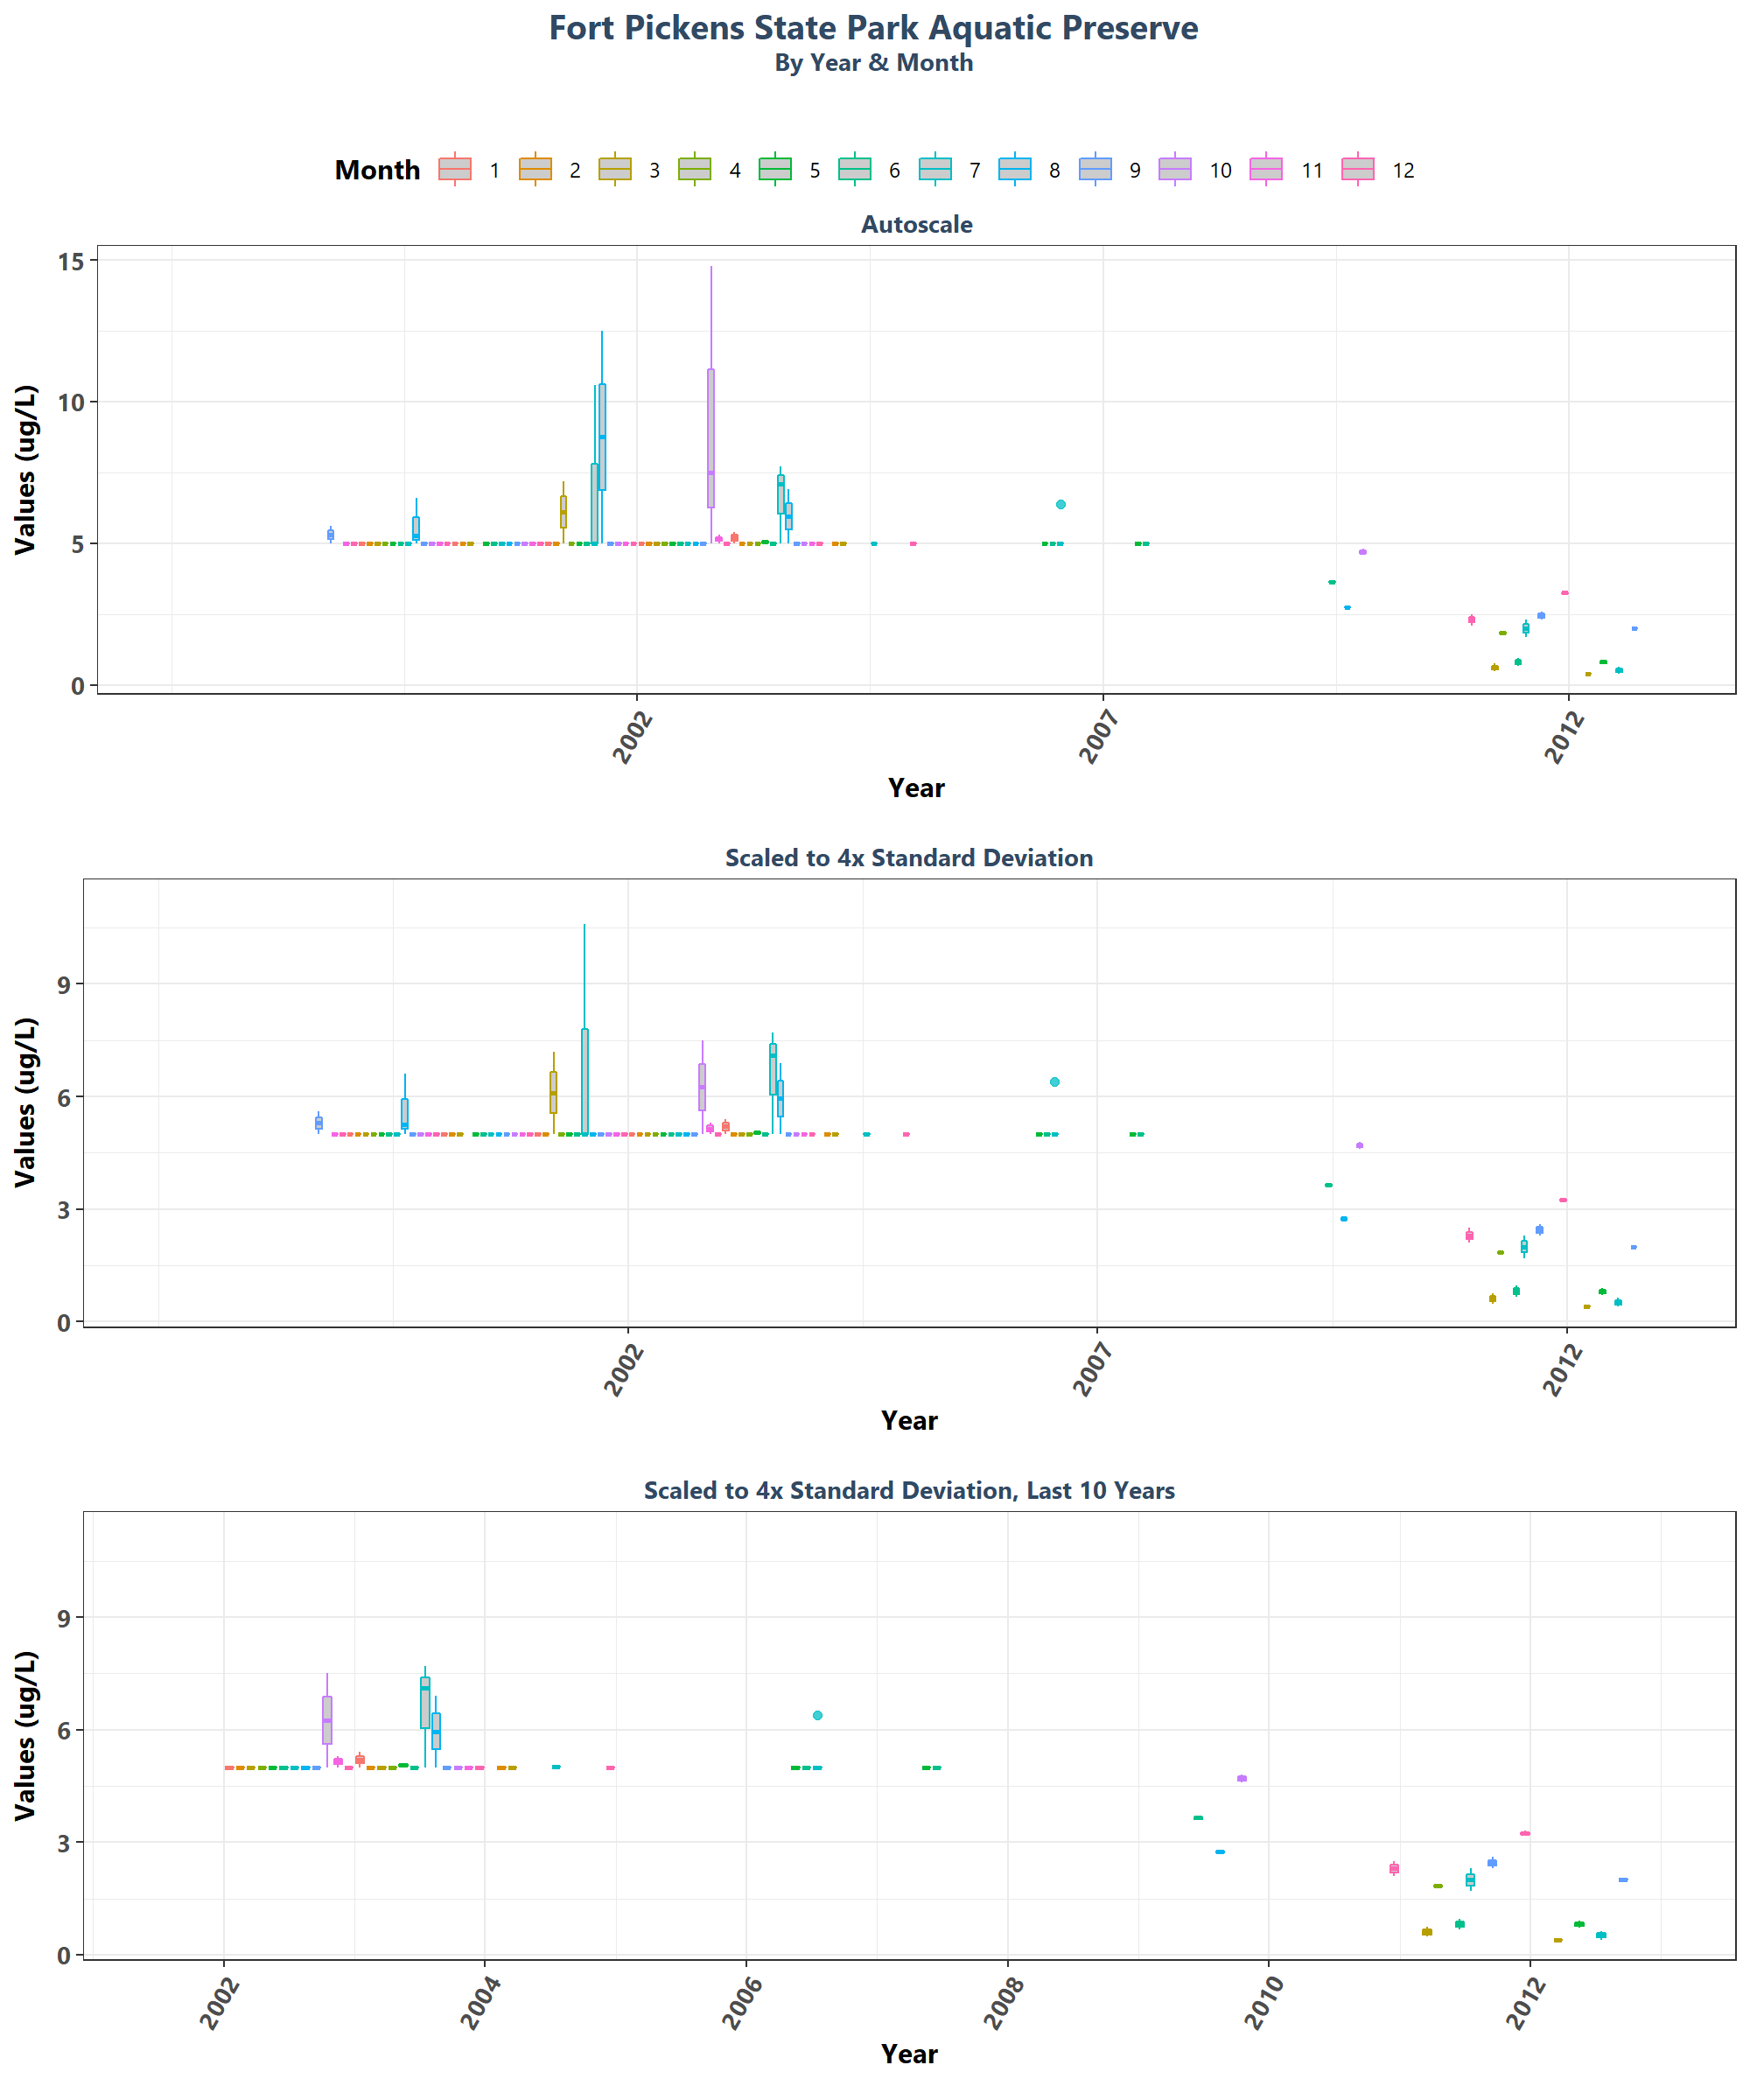 Fort Pickens State Park Aquatic Preserve
By Year & Month
Month 1 2 3 4 5 6 7 8 9 10 11 12
Autoscale
Values (ug/L)
15
10
5
0
2002 2007 2012
Year
Scaled to 4x Standard Deviation
Values (ug/L)
9
6
3
0
2002 2007 2012
Year
Scaled to 4x Standard Deviation, Last 10 Years
Values (ug/L)
9
6
3
0
2002 2004 2006 2008 2010 2012
Year